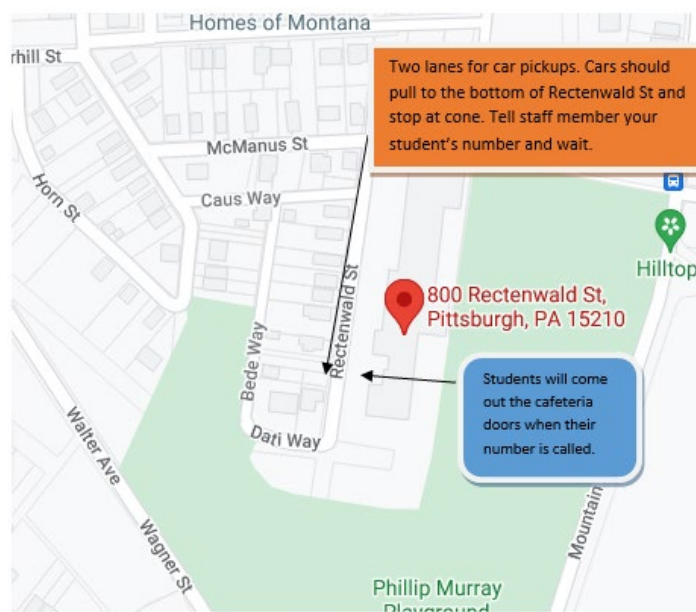 Homes of Montana
rhill St
Two lanes for car pickups. Cars should
pull to the bottom of Rectenwald St and
stop at cone. Tell staff member your
student's number and wait.
McManus St
Caus Way
Horn St
Hilltop
Rectenwald St
800 Rectenwald St,
Pittsburgh, PA 15210
Bede Way
Students will come
out the cafeteria
doors when their
number is called.
Dari Way
Walter Ave
Wagner St
Mountain
Phillip Murray
Playground